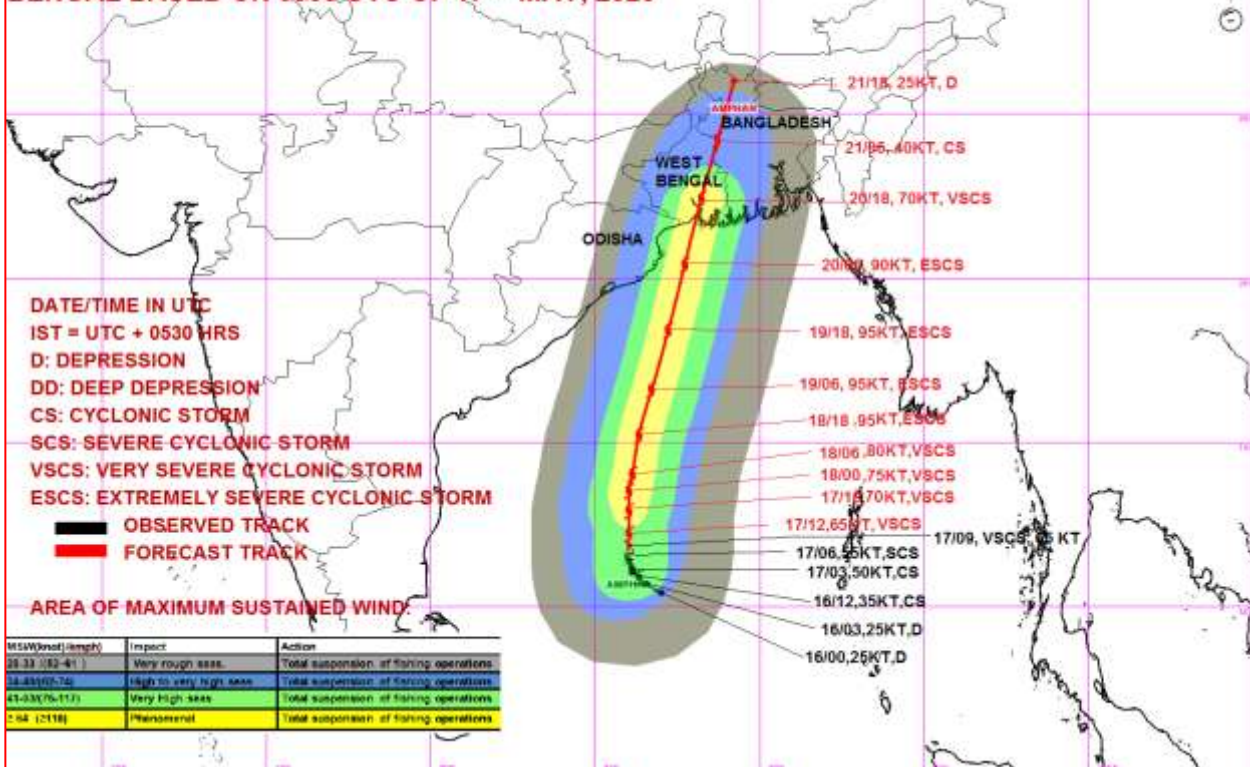 21/18, 25KT, D
AMPHAN
BANGLADESH
21/06, 40KT, CS
WEST
BENGAL
20/18, 70KT, VSCS
ODISHA
90KT, ESCS
19/18, 95KT, ESCS
19/06, 95KT, ESCS
18/18 ,95KT,ESCS
18/06 ,80KT,VSCS
18/00,75KT,VSCS
70KT,VSCS
17/12, VSCS
17/09, VSCS, KT
17/06, SCS
17/03,50KT,CS
16/12,35KT,CS
16/03,25KT,D
16/00,25KT,D
DATE/TIME IN UTC
IST = UTC + 0530 HRS
D: DEPRESSION
DD: DEEP DEPRESSION
CS: CYCLONIC STORM
SCS: SEVERE CYCLONIC STORM
VSCS: VERY SEVERE CYCLONIC STORM
ESCS: EXTREMELY SEVERE CYCLONIC STORM
OBSERVED TRACK
FORECAST TRACK
AREA OF MAXIMUM SUSTAINED WIND:
Impact Action
Very rough seas. Total suspension of fishing operations
High to very high seas Total suspension of fishing operations
Very High seas Total suspension of fishing operations
Phenomenal Total suspension of fishing operations